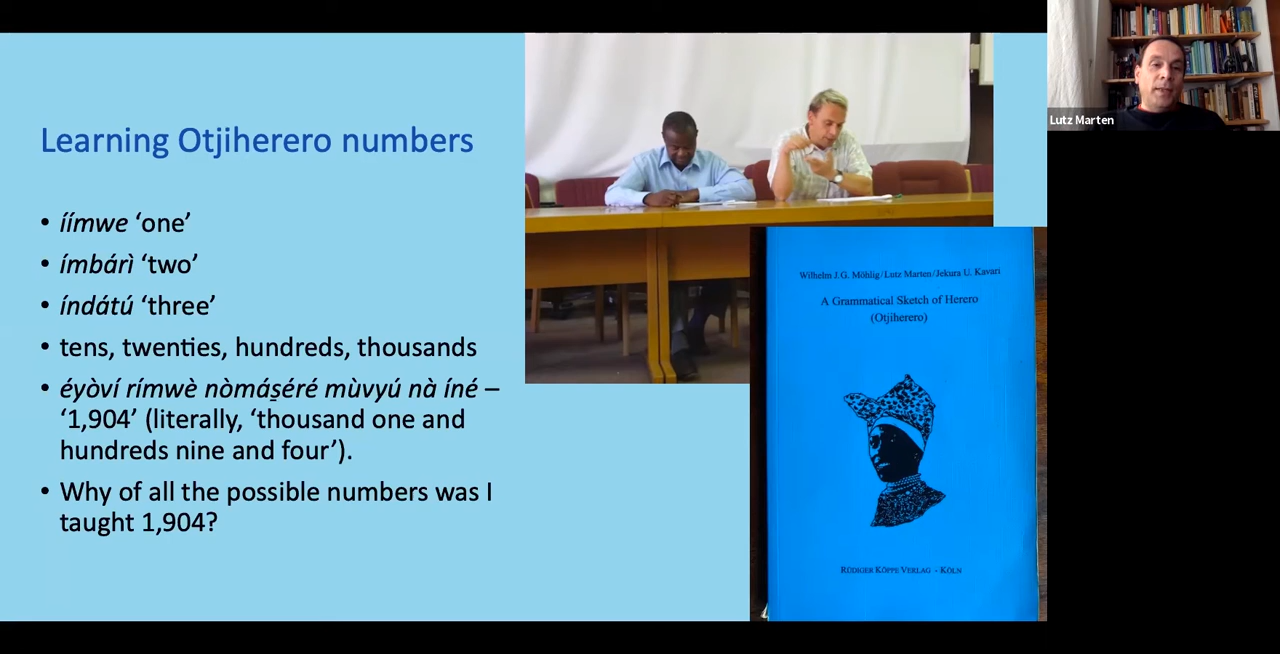 Learning Otjiherero numbers
• íímwe ‘one’
• ímbárì ‘two’
• índátú ‘three’
• tens, twenties, hundreds, thousands
• éyòví rímwè nòmás̱éré mùvyú nà íné –
‘1,904’ (literally, ‘thousand one and
hundreds nine and four’).
• Why of all the possible numbers was I
taught 1,904?
Wilhelm J.G. Möhlig/Lutz Marten/Jekura U. Kavari
A Grammatical Sketch of Herero
(Otjiherero)
RÜDIGER KÖPPE VERLAG - KÖLN
Lutz Marten